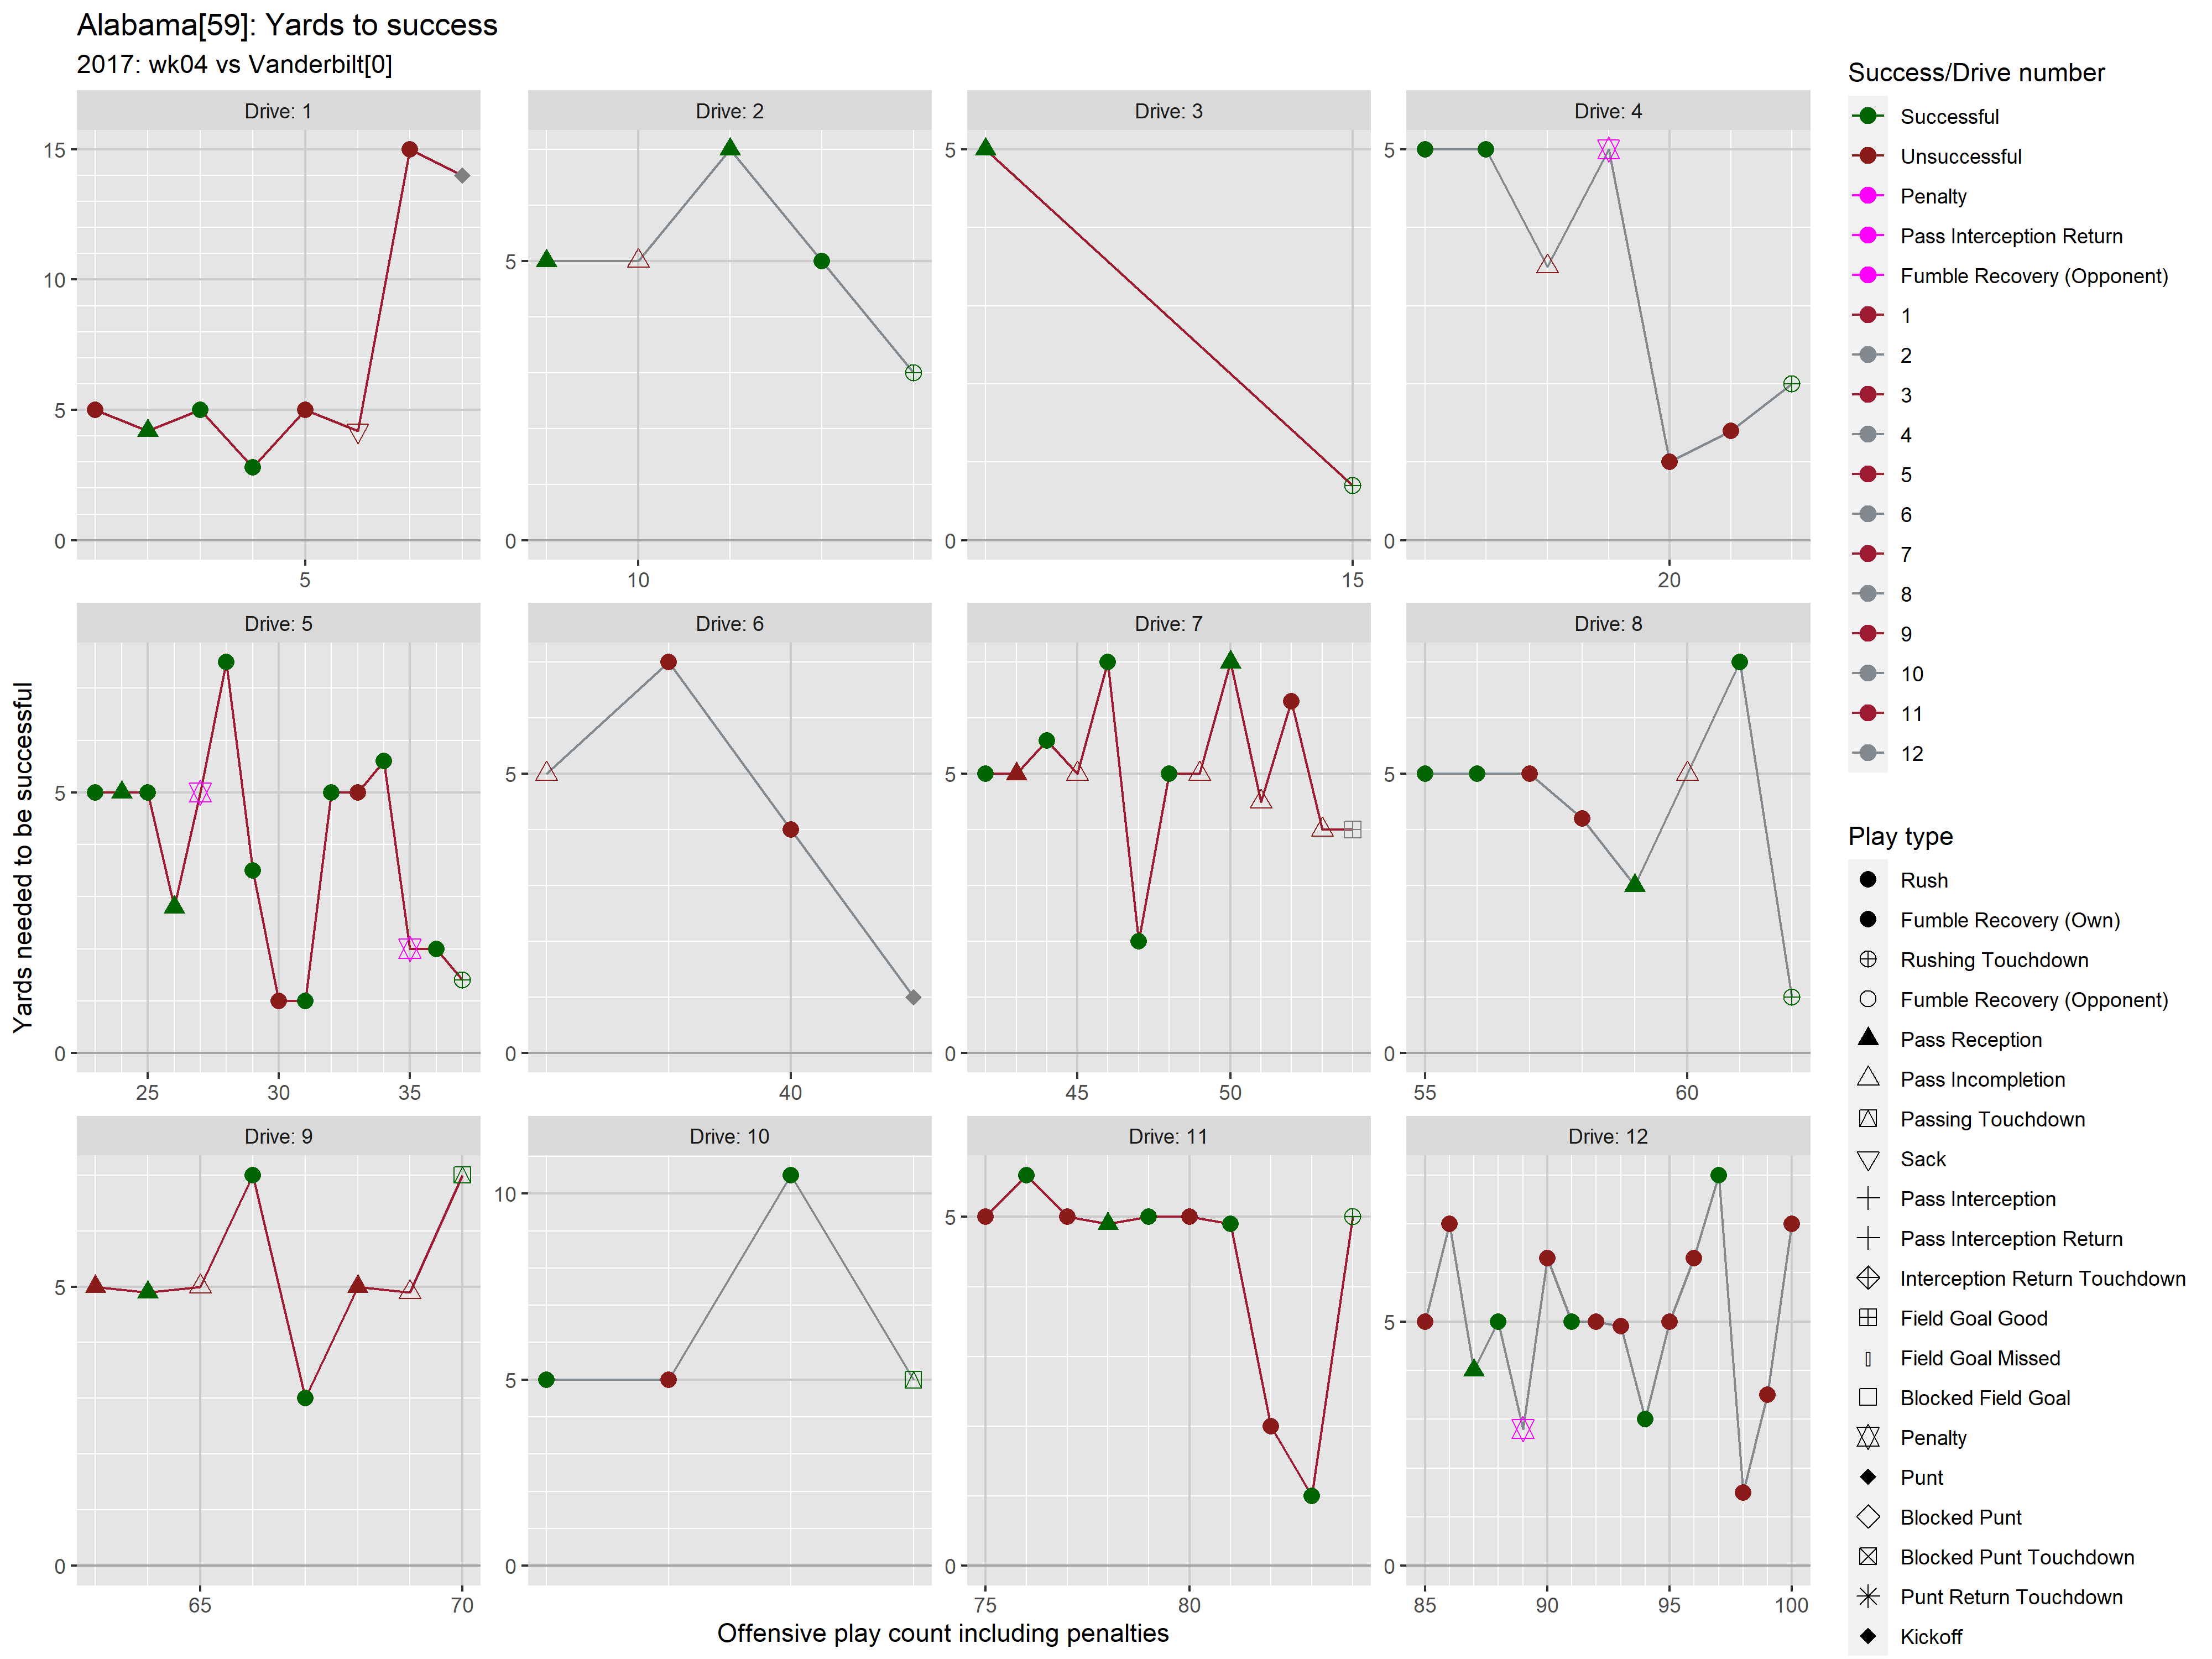 Alabama[59]: Yards to success
2017: wk04 vs Vanderbilt[0]
Drive: 1
Drive: 2
Drive: 3
Drive: 4
15
10
5
0
5
5
0
10
5
0
15
5
0
20
Drive: 5
Drive: 6
Drive: 7
Drive: 8
5
0
25 30 35
5
0
40
5
0
45 50
5
0
55 60
Drive: 9
Drive: 10
Drive: 11
Drive: 12
5
0
65 70
10
5
0
5
0
75 80
5
0
85 90 95 100
Yards needed to be successful
Offensive play count including penalties
Success/Drive number
Successful
Unsuccessful
Penalty
Pass Interception Return
Fumble Recovery (Opponent)
1
2
3
4
5
6
7
8
9
10
11
12
Play type
Rush
Fumble Recovery (Own)
Rushing Touchdown
Fumble Recovery (Opponent)
Pass Reception
Pass Incompletion
Passing Touchdown
Sack
Pass Interception
Pass Interception Return
Interception Return Touchdown
Field Goal Good
Field Goal Missed
Blocked Field Goal
Penalty
Punt
Blocked Punt
Blocked Punt Touchdown
Punt Return Touchdown
Kickoff